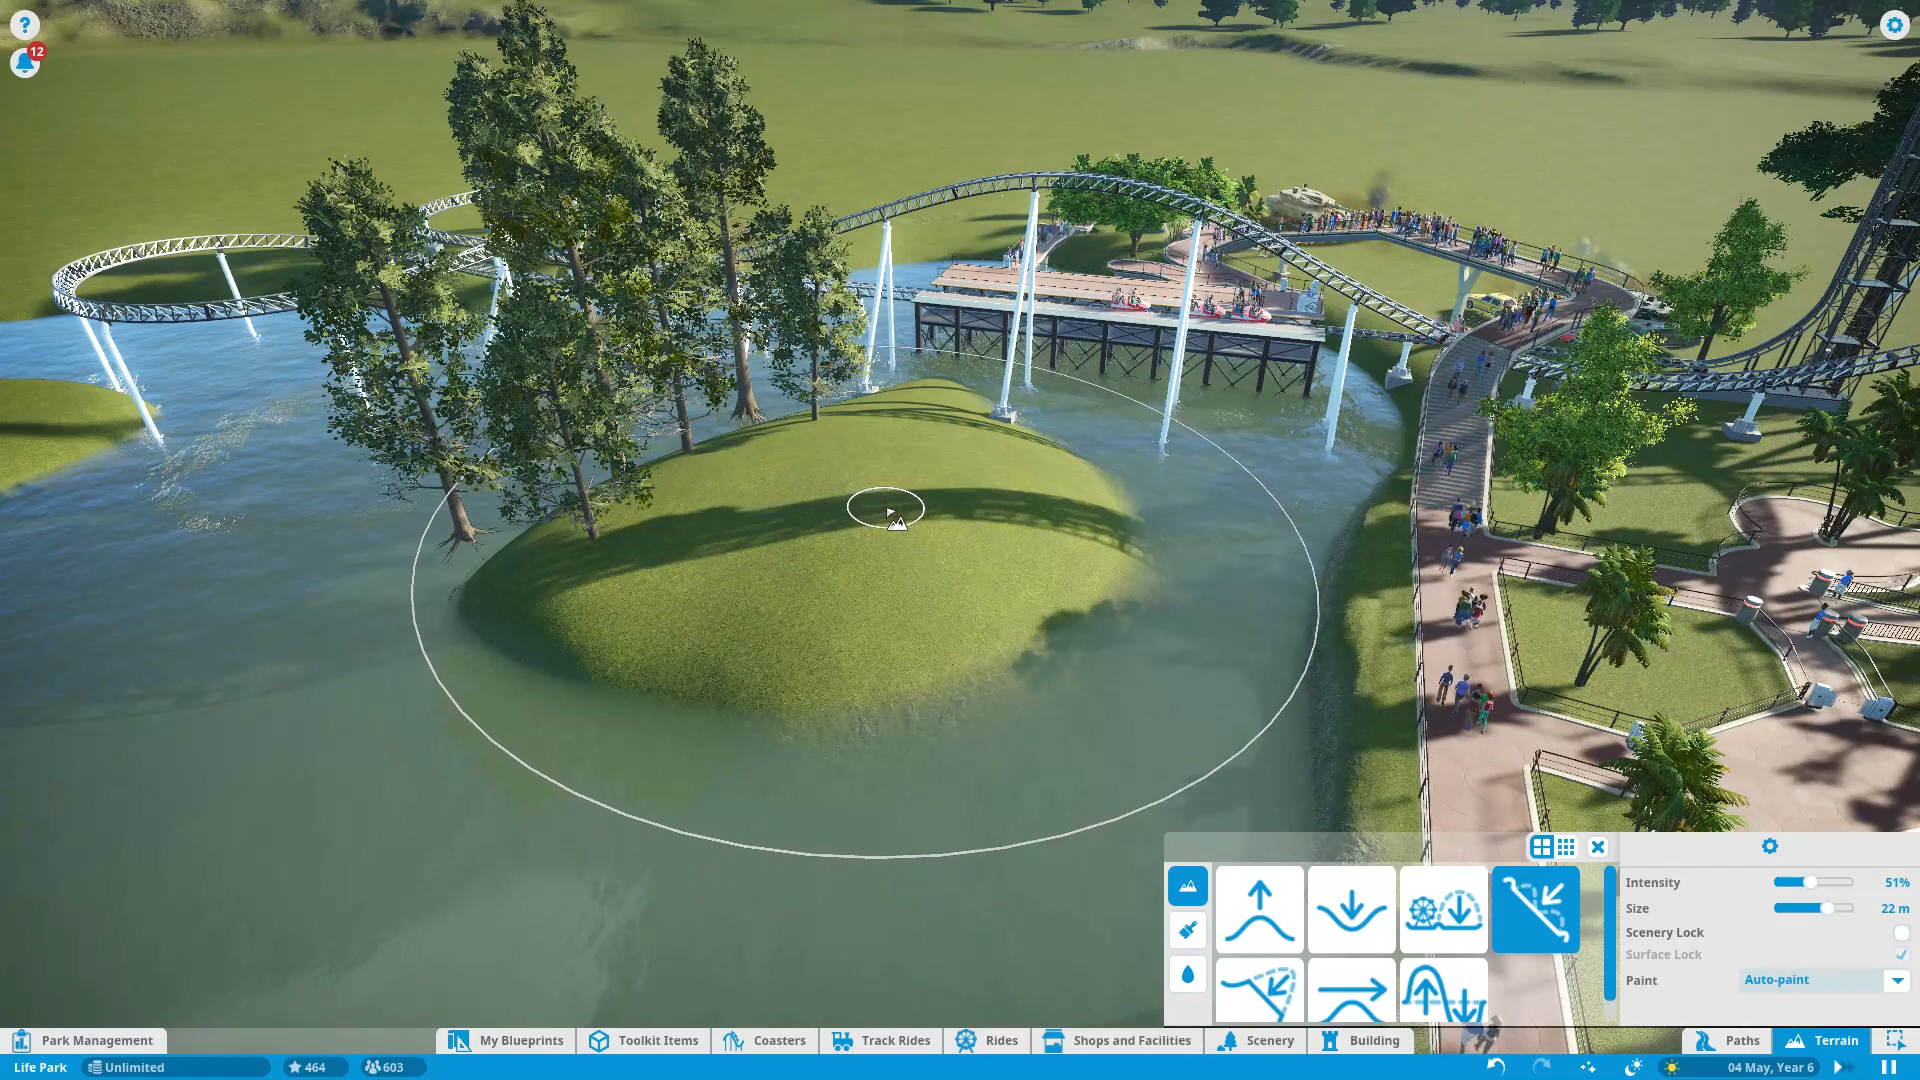 ?
12
Intensity 51%
Size 22 m
Scenery Lock
Surface Lock
Paint Auto-paint
Park Management
My Blueprints
Toolkit Items
Coasters
Track Rides
Rides
Shops and Facilities
Scenery
Building
Paths
Terrain
Life Park
Unlimited
464
603
04 May, Year 6